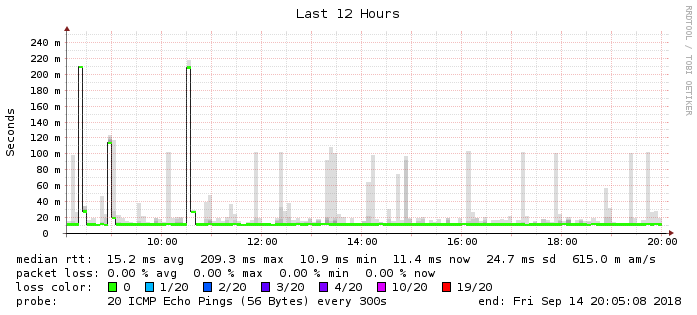 Last 12 Hours
RRDTOOL / TOBI OETIKER
Seconds
240 m
220 m
200 m
180 m
160 m
140 m
120 m
100 m
80 m
60 m
40 m
20 m
0
10:00 12:00 14:00 16:00 18:00 20:00
median rtt: 15.2 ms avg 209.3 ms max 10.9 ms min 11.4 ms now 24.7 ms sd 615.0 m am/s
packet loss: 0.00 % avg 0.00 % max 0.00 % min 0.00 % now
loss color: 0 1/20 2/20 3/20 4/20 10/20 19/20
probe: 20 ICMP Echo Pings (56 Bytes) every 300s end: Fri Sep 14 20:05:08 2018